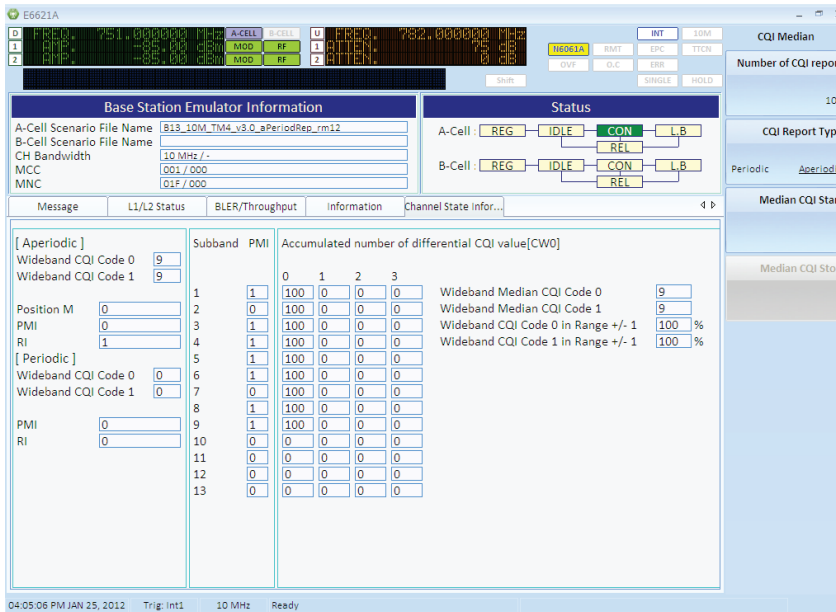 E6621A
D FREQ. 751.000000 MHz A-CELL B-CELL U FREQ. 782.000000 MHz INT 10M
1 AMP. -85.00 dBm MOD RF 1 ATTEN. 75 dB N6061A RMT EPC TTCN
2 AMP. -85.00 dBm MOD RF 2 ATTEN. 0 dB OVF O.C ERR
Shift SINGLE HOLD
Base Station Emulator Information
A-Cell Scenario File Name B13_10M_TM4_v3.0_aPeriodRep_rm12
B-Cell Scenario File Name
CH Bandwidth 10 MHz / -
MCC 001 / 000
MNC 01F / 000
Status
A-Cell : REG IDLE CON L.B
REL
B-Cell : REG IDLE CON L.B
REL
Message L1/L2 Status BLER/Throughput Information Channel State Infor...
[ Aperiodic ]
Wideband CQI Code 0 9
Wideband CQI Code 1 9
Position M 0
PMI 0
RI 1
[ Periodic ]
Wideband CQI Code 0 0
Wideband CQI Code 1 0
PMI 0
RI 0
Subband PMI Accumulated number of differential CQI value[CW0]
0 1 2 3
1 1 100 0 0 0
2 0 100 0 0 0
3 1 100 0 0 0
4 1 100 0 0 0
5 1 100 0 0 0
6 1 100 0 0 0
7 0 100 0 0 0
8 1 100 0 0 0
9 1 100 0 0 0
10 0 0 0 0 0
11 0 0 0 0 0
12 0 0 0 0 0
13 0 0 0 0 0
Wideband Median CQI Code 0 9
Wideband Median CQI Code 1 9
Wideband CQI Code 0 in Range +/- 1 100 %
Wideband CQI Code 1 in Range +/- 1 100 %
CQI Median
Number of CQI repor
10
CQI Report Typ
Periodic Aperiodi
Median CQI Star
Median CQI Sto
04:05:06 PM JAN 25, 2012 Trig: Int1 10 MHz Ready